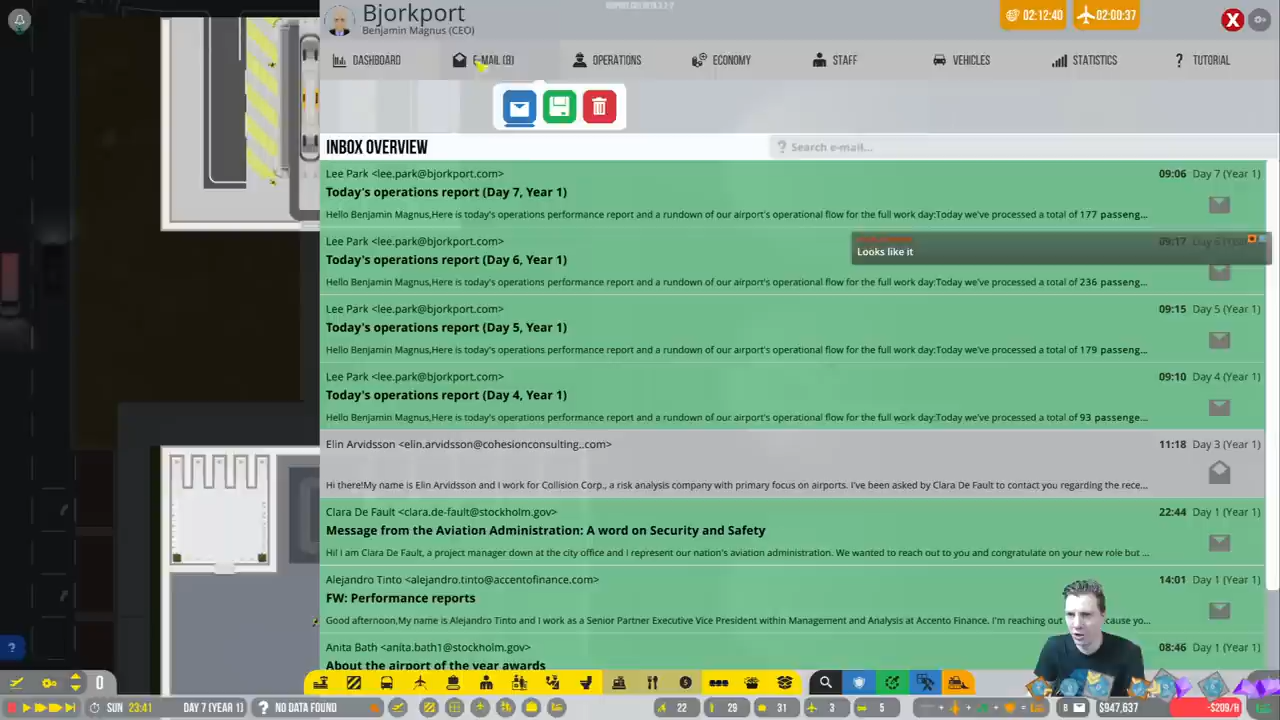 Bjorkport
Benjamin Magnus (CEO)
02:12:40
02:00:37
X
DASHBOARD
E-MAIL (8)
OPERATIONS
ECONOMY
STAFF
VEHICLES
STATISTICS
? TUTORIAL
INBOX OVERVIEW
? Search e-mail...
Lee Park <lee.park@bjorkport.com>
09:06 Day 7 (Year 1)
Today's operations report (Day 7, Year 1)
Hello Benjamin Magnus,Here is today's operations performance report and a rundown of our airport's operational flow for the full work day:Today we've processed a total of 177 passeng...
Lee Park <lee.park@bjorkport.com>
09:17
Looks like it
Today's operations report (Day 6, Year 1)
Hello Benjamin Magnus,Here is today's operations performance report and a rundown of our airport's operational flow for the full work day:Today we've processed a total of 236 passeng...
Lee Park <lee.park@bjorkport.com>
09:15 Day 5 (Year 1)
Today's operations report (Day 5, Year 1)
Hello Benjamin Magnus,Here is today's operations performance report and a rundown of our airport's operational flow for the full work day:Today we've processed a total of 179 passeng...
Lee Park <lee.park@bjorkport.com>
09:10 Day 4 (Year 1)
Today's operations report (Day 4, Year 1)
Hello Benjamin Magnus,Here is today's operations performance report and a rundown of our airport's operational flow for the full work day:Today we've processed a total of 93 passenge...
Elin Arvidsson <elin.arvidsson@cohesionconsulting,.com>
11:18 Day 3 (Year 1)
Hi there!My name is Elin Arvidsson and I work for Collision Corp., a risk analysis company with primary focus on airports. I've been asked by Clara De Fault to contact you regarding the rece...
Clara De Fault <clara.de-fault@stockholm.gov>
22:44 Day 1 (Year 1)
Message from the Aviation Administration: A word on Security and Safety
Hi! I am Clara De Fault, a project manager down at the city office and I represent our nation's aviation administration. We wanted to reach out to you and congratulate on your new role but ...
Alejandro Tinto <alejandro.tinto@accentofinance.com>
14:01 Day 1 (Year 1)
FW: Performance reports
Good afternoon,My name is Alejandro Tinto and I work as a Senior Partner Executive Vice President within Management and Analysis at Accento Finance. I'm reaching out cause yo...
Anita Bath <anita.bath1@stockholm.gov>
08:46 Day 1 (Year 1)
About the airport of the year awards
?
0
SUN 23:41
DAY 7 (YEAR 1)
? NO DATA FOUND
22
29
31
3
5
8
$947,637
-$209/H